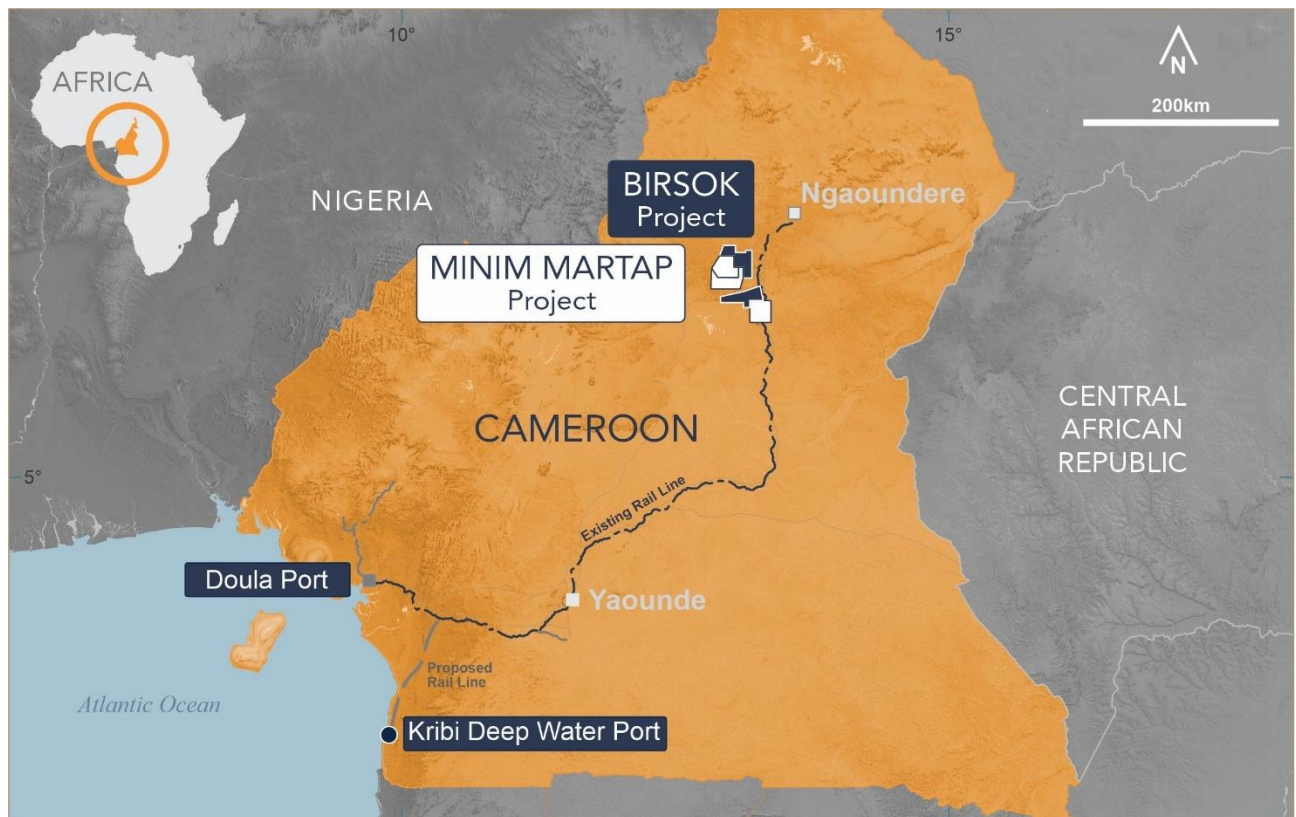 10°
15°
AFRICA
N
200km
NIGERIA
BIRSOK
Project
Ngaoundere
MINIM MARTAP
Project
CAMEROON
CENTRAL
AFRICAN
REPUBLIC
5°
Existing Rail Line
Doula Port
Yaounde
Proposed
Rail Line
Atlantic Ocean
Kribi Deep Water Port